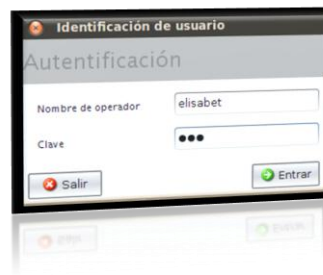 Identificación de usuario
Autentificación
Nombre de operador elisabet
Clave ●●●
Salir Entrar